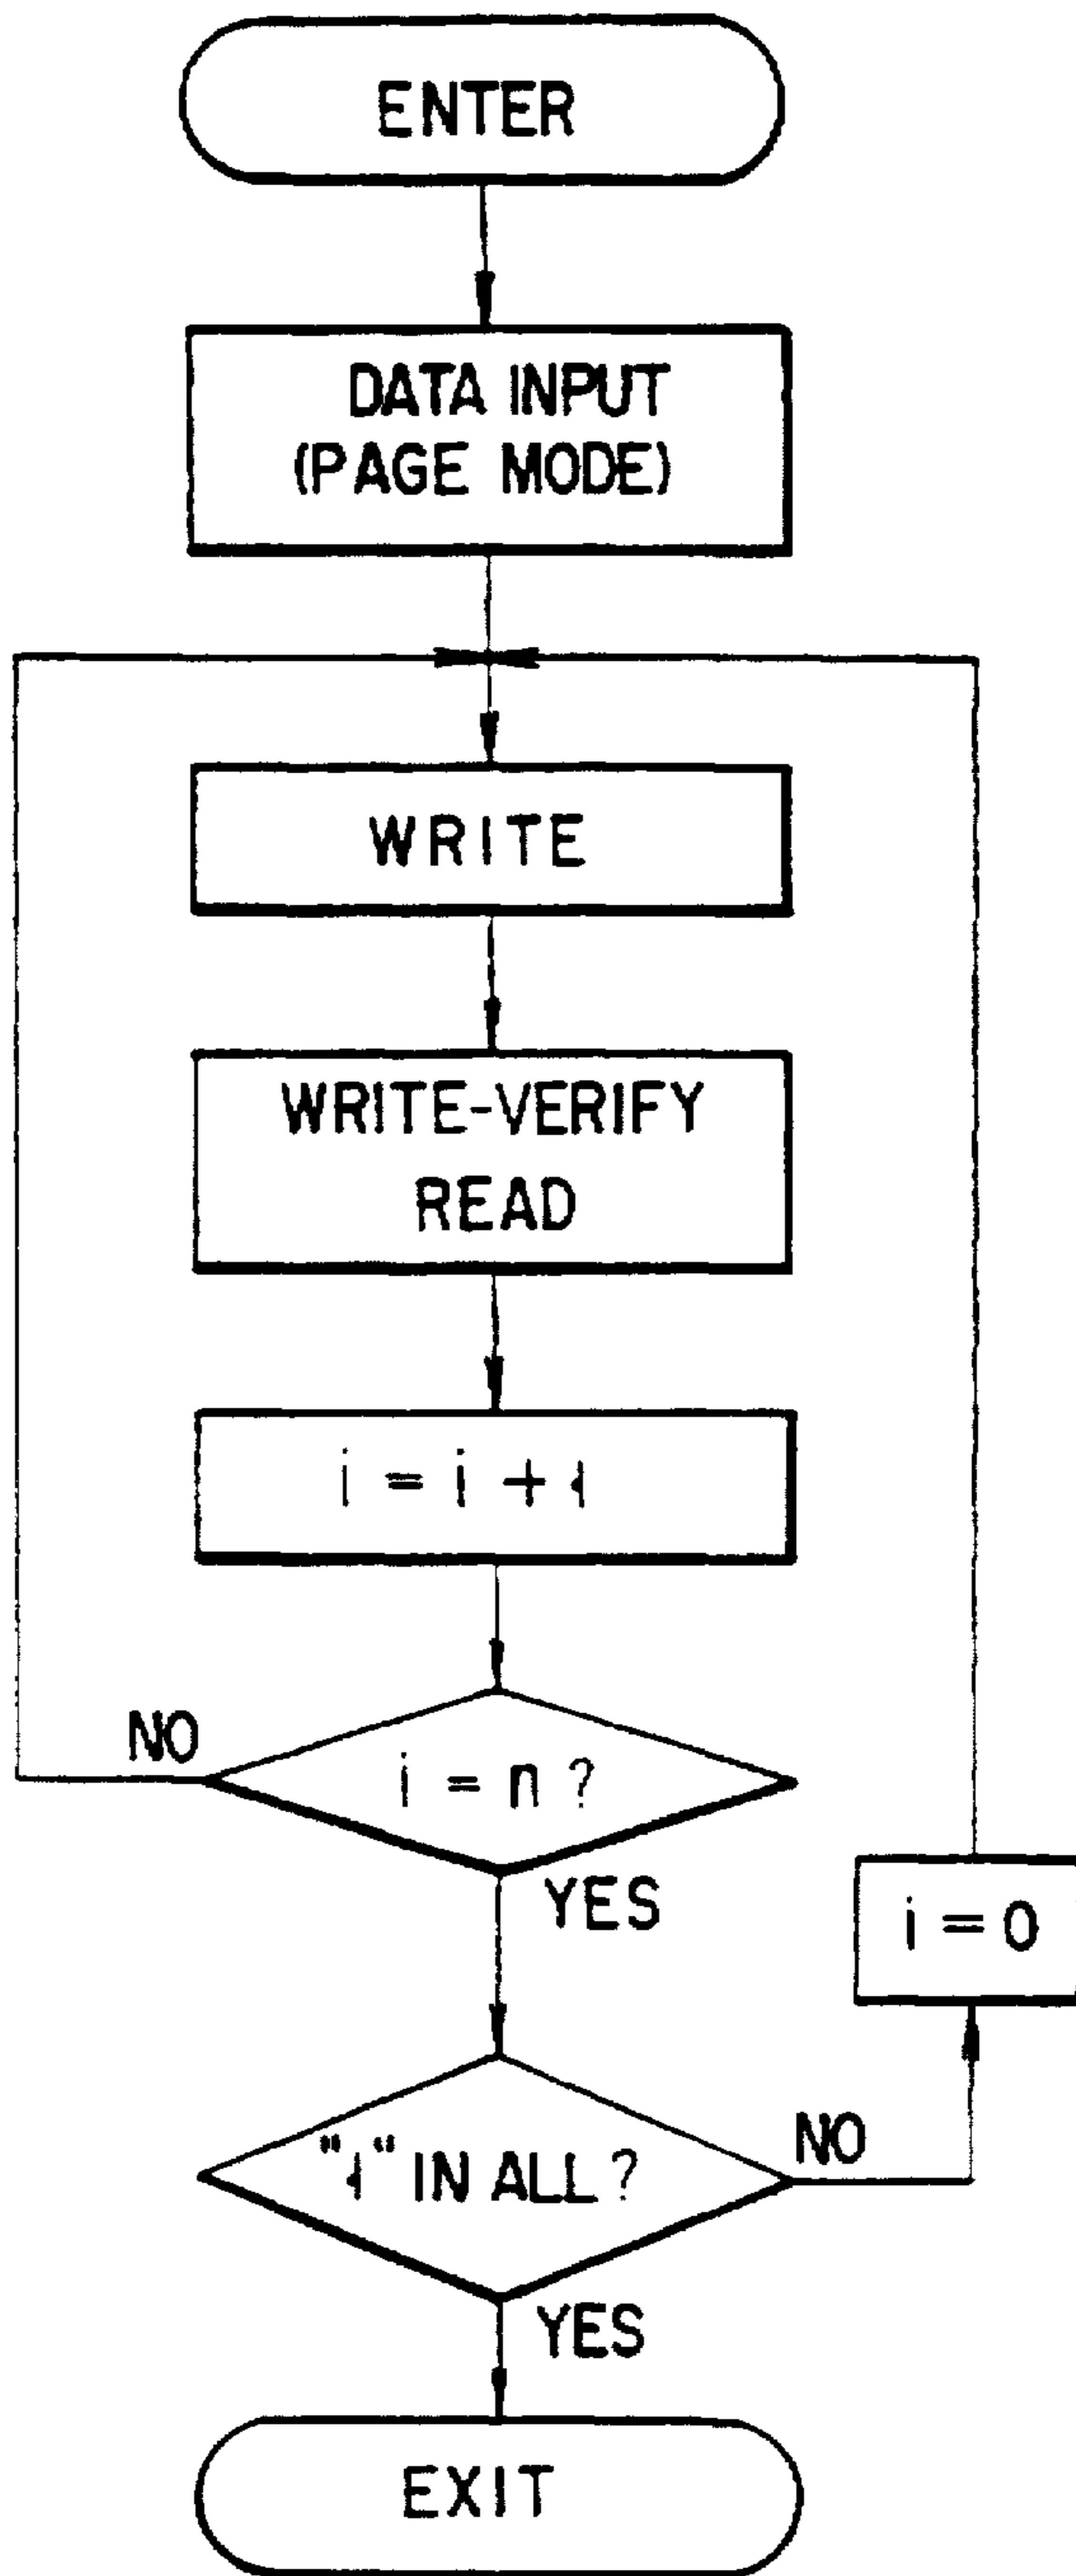 ENTER
DATA INPUT
(PAGE MODE)
WRITE
WRITE-VERIFY
READ
i = i + 1
NO
i = n ?
YES
i = 0
"1" IN ALL ?
NO
YES
EXIT